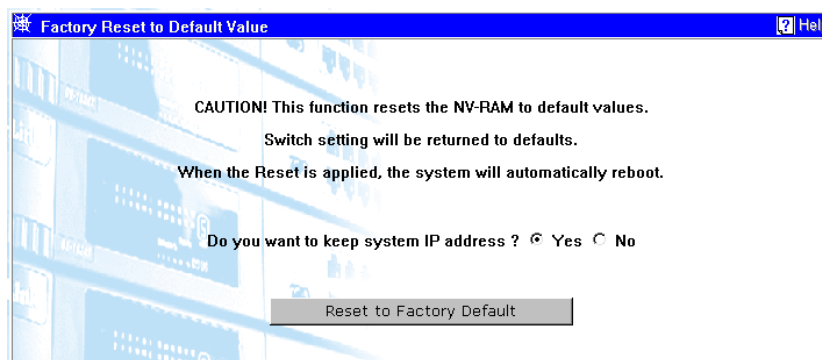 Factory Reset to Default Value
? Hel
CAUTION! This function resets the NV-RAM to default values.
Switch setting will be returned to defaults.
When the Reset is applied, the system will automatically reboot.
Do you want to keep system IP address ? Yes No
Reset to Factory Default